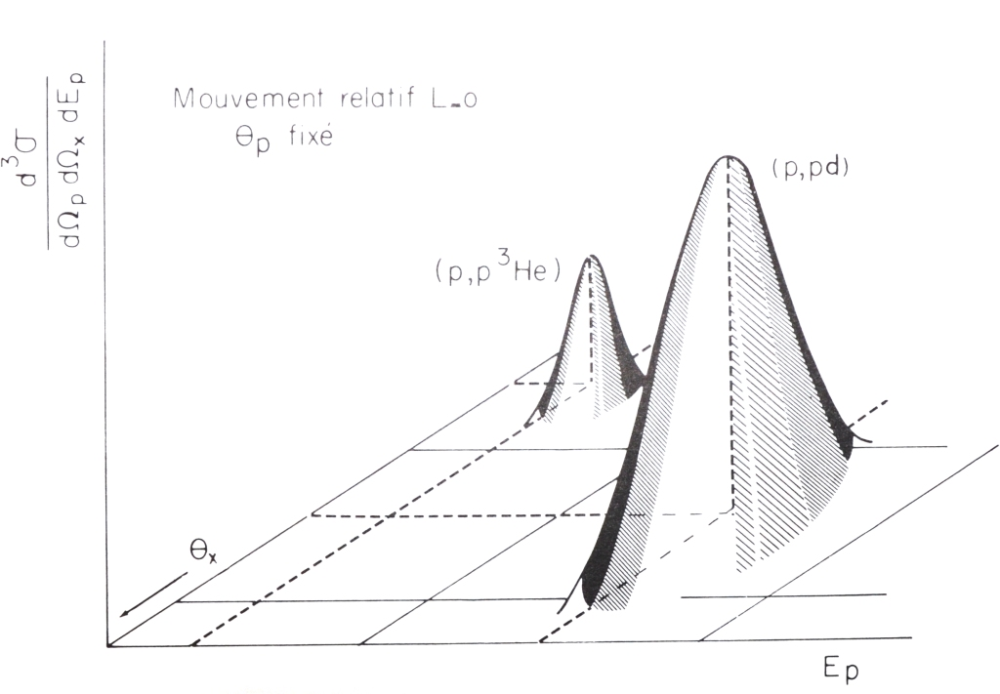 d³σ
dΩp dΩx dEp
Mouvement relatif L=0
θp fixé
(p,pd)
(p,p ³He)
θx
Ep